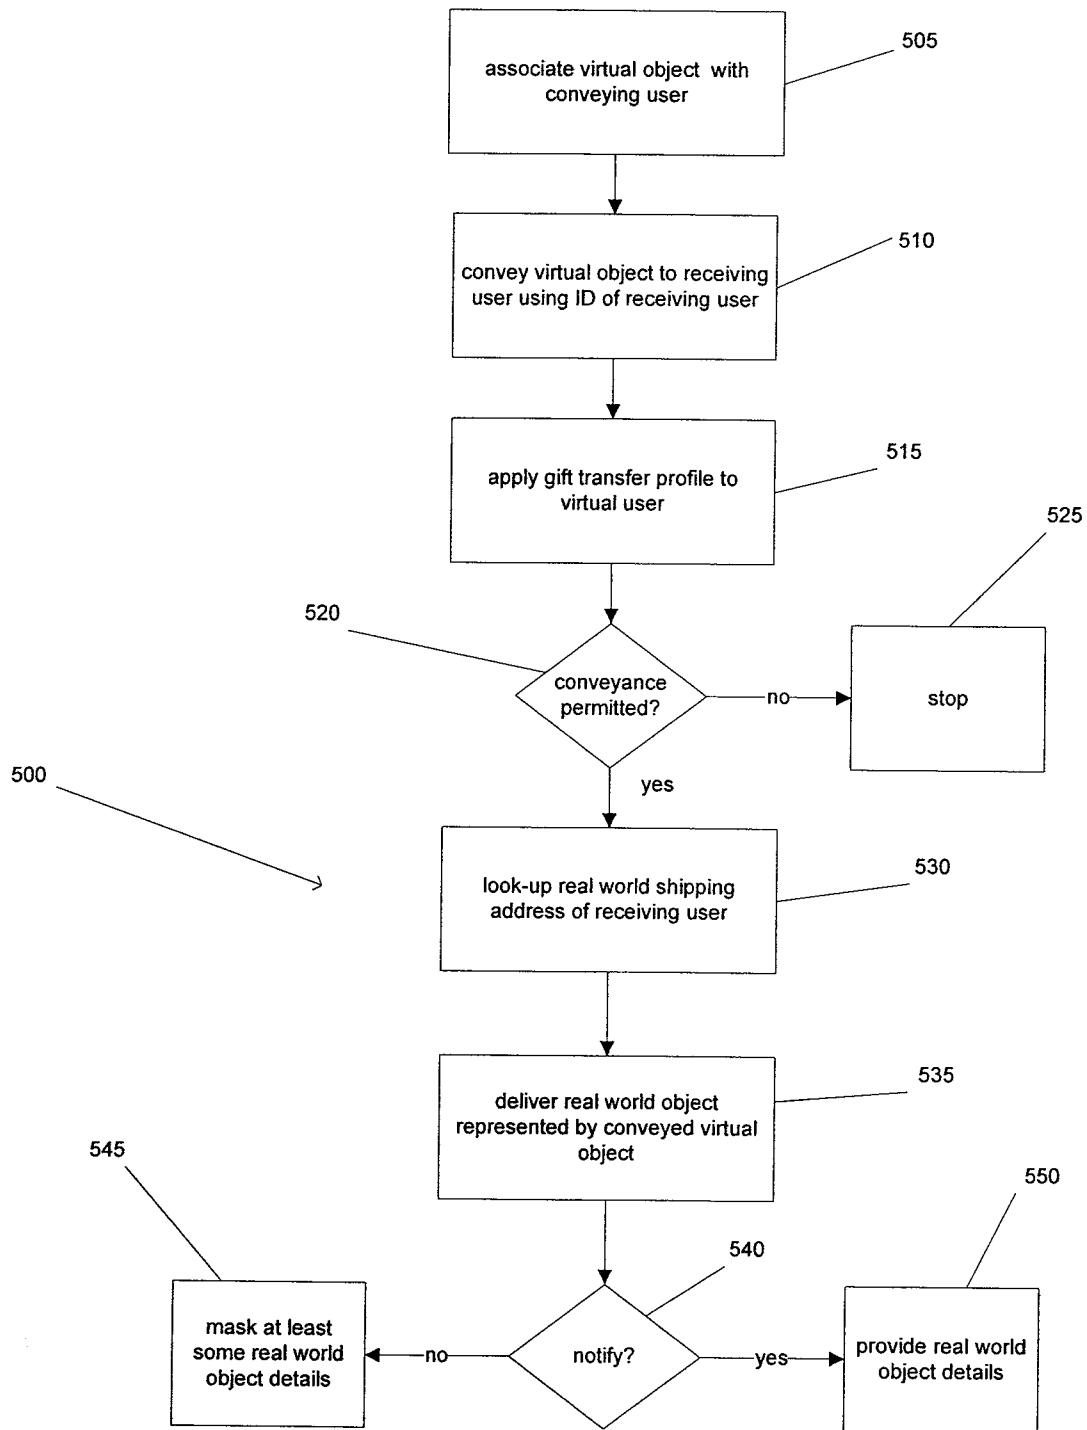 505
associate virtual object with
conveying user
510
convey virtual object to receiving
user using ID of receiving user
515
apply gift transfer profile to
virtual user
525
520
conveyance
permitted?
no
stop
yes
500
530
look-up real world shipping
address of receiving user
535
deliver real world object
represented by conveyed virtual
object
545
550
540
mask at least
some real world
object details
no
notify?
yes
provide real world
object details